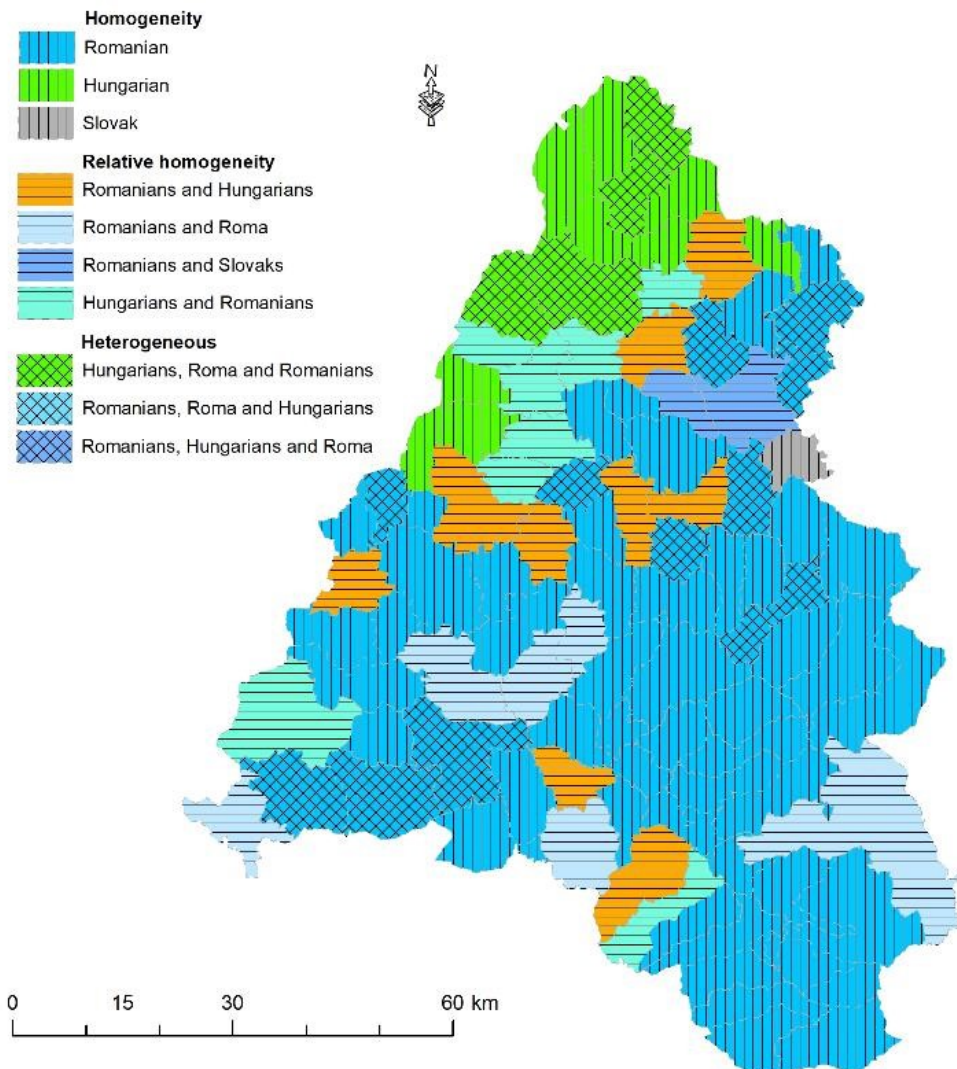 Homogeneity
Romanian
Hungarian
Slovak
Relative homogeneity
Romanians and Hungarians
Romanians and Roma
Romanians and Slovaks
Hungarians and Romanians
Heterogeneous
Hungarians, Roma and Romanians
Romanians, Roma and Hungarians
Romanians, Hungarians and Roma
N
0 15 30 60 km